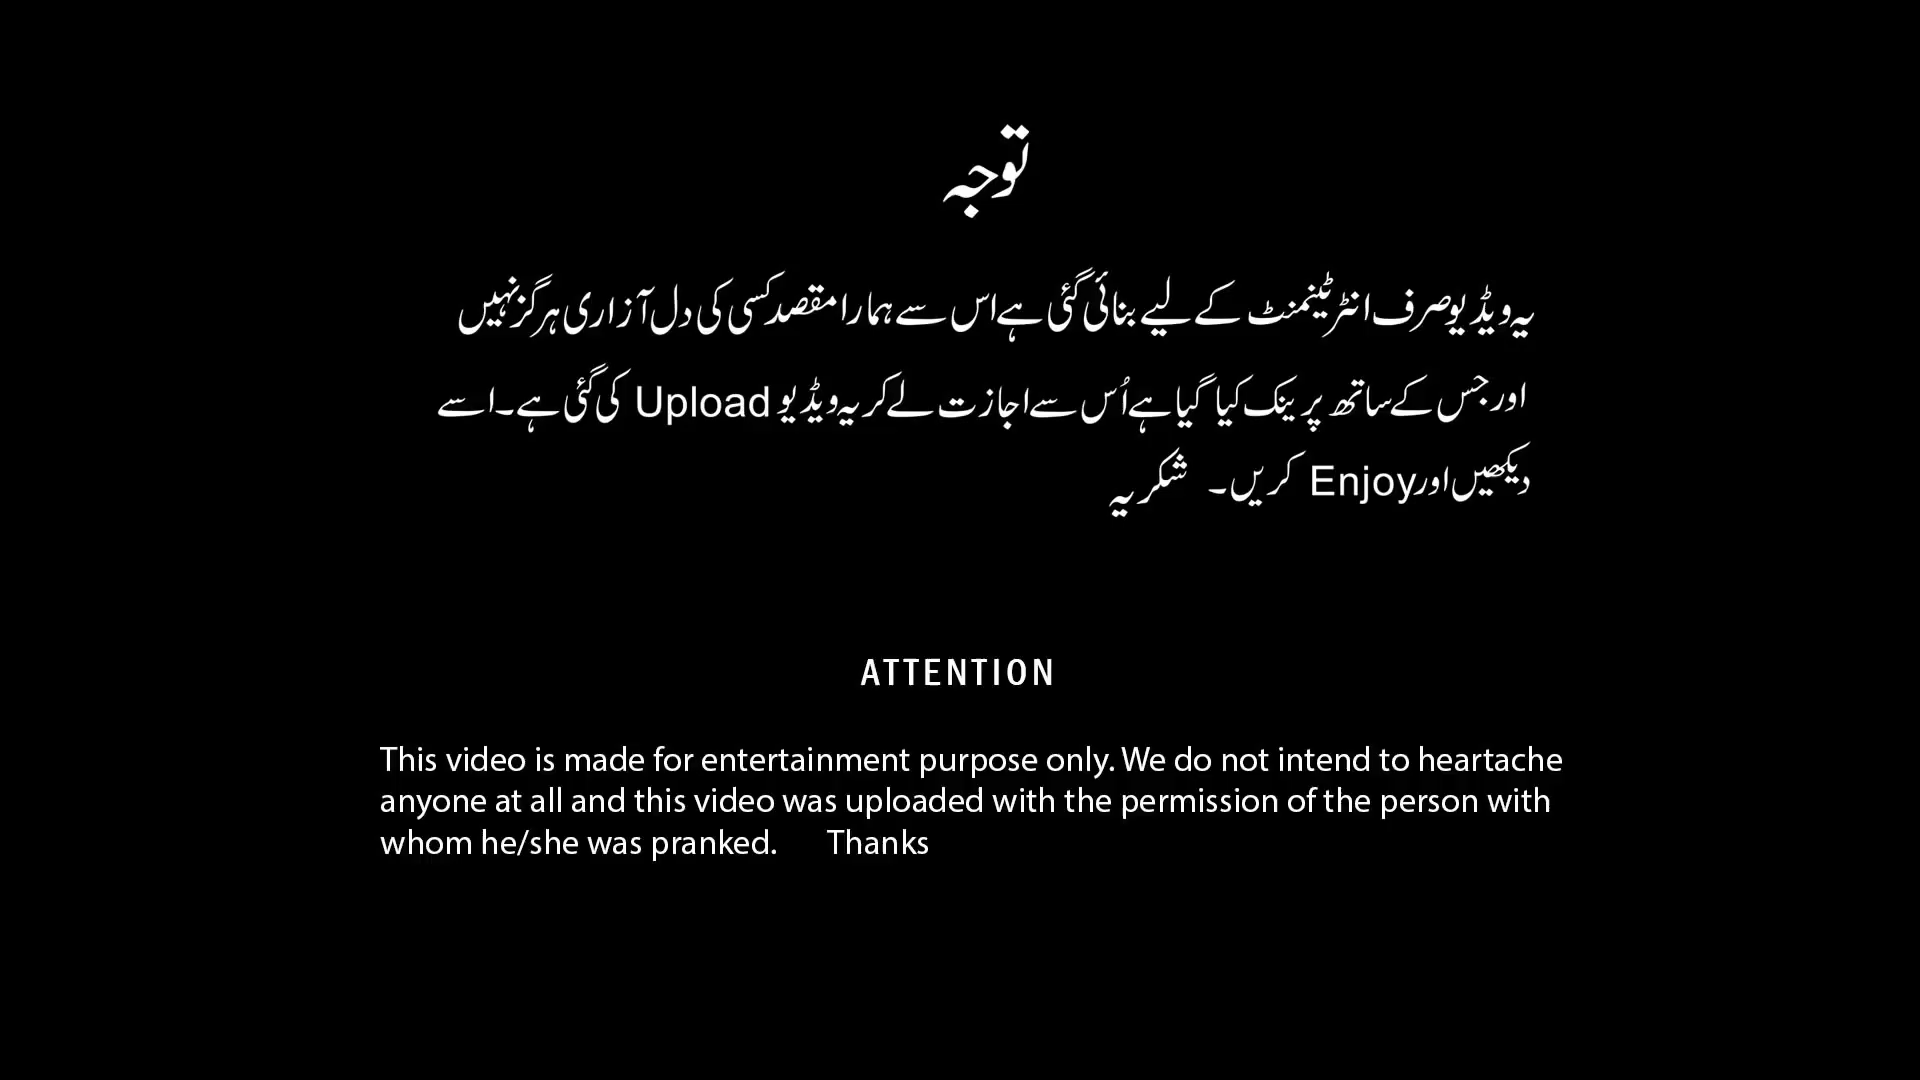 توجہ
یہ ویڈیو صرف انٹرٹینمنٹ کے لیے بنائی گئی ہے اس سے ہمارا مقصد کسی کی دل آزاری ہرگز نہیں
اور جس کے ساتھ پرینک کیا گیا ہے اُس سے اجازت لے کر یہ ویڈیو Upload کی گئی ہے۔ اسے
دیکھیں اور Enjoy کریں۔ شکریہ
ATTENTION
This video is made for entertainment purpose only. We do not intend to heartache
anyone at all and this video was uploaded with the permission of the person with
whom he/she was pranked. Thanks